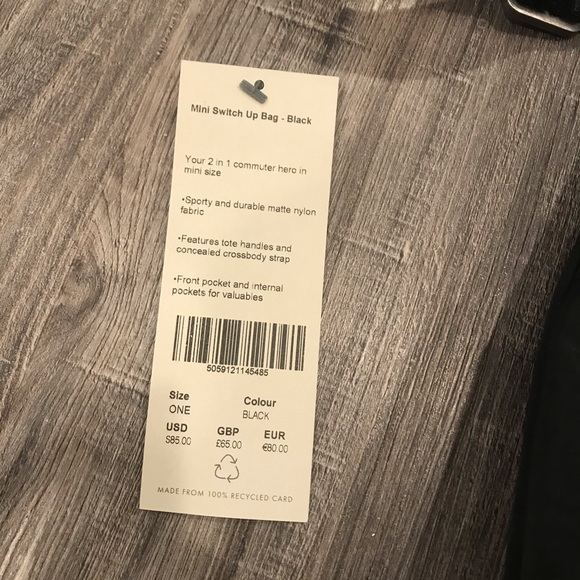 Mini Switch Up Bag - Black
Your 2 in 1 commuter hero in
mini size
•Sporty and durable matte nylon
fabric
•Features tote handles and
concealed crossbody strap
•Front pocket and internal
pockets for valuables
5059121145485
Size Colour
ONE BLACK
USD GBP EUR
$85.00 £65.00 €80.00
MADE FROM 100% RECYCLED CARD